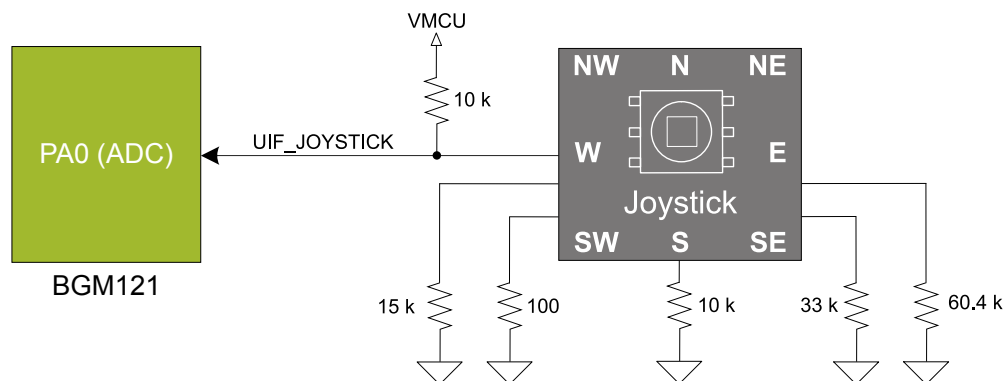 VMCU
10 k
UIF_JOYSTICK
PA0 (ADC)
BGM121
NW N NE
W E
Joystick
SW S SE
15 k
100
10 k
33 k
60.4 k